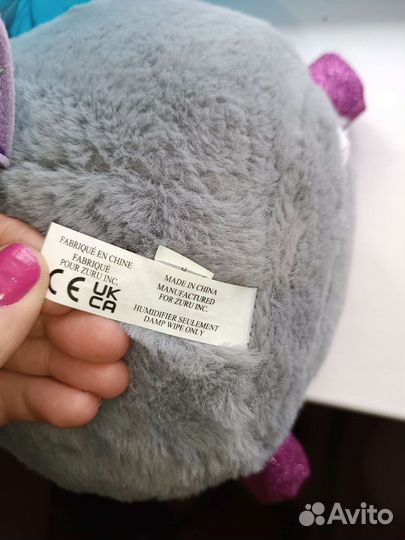 FABRIQUÉ EN CHINE
FABRIQUÉ
POUR ZURU INC.
CE UK
CA
MADE IN CHINA
MANUFACTURED
FOR ZURU INC.
HUMIDIFIER SEULEMENT
DAMP WIPE ONLY
Avito